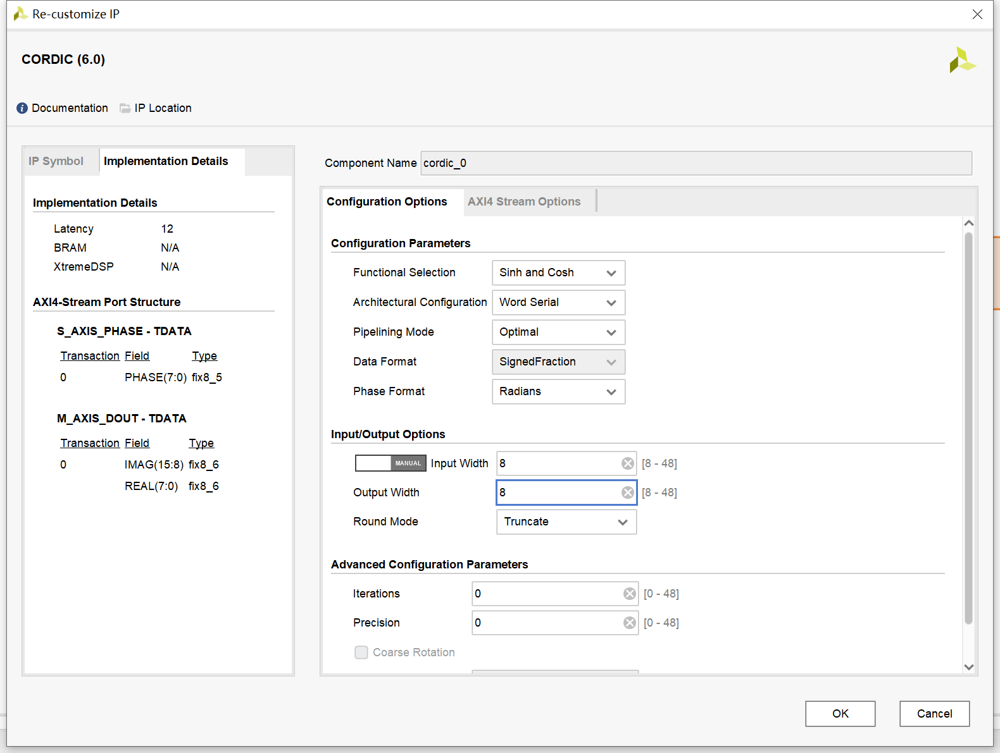 Re-customize IP
CORDIC (6.0)
Documentation IP Location
IP Symbol Implementation Details
Implementation Details
Latency 12
BRAM N/A
XtremeDSP N/A
AXI4-Stream Port Structure
S_AXIS_PHASE - TDATA
Transaction Field Type
0 PHASE(7:0) fix8_5
M_AXIS_DOUT - TDATA
Transaction Field Type
0 IMAG(15:8) fix8_6
REAL(7:0) fix8_6
Component Name cordic_0
Configuration Options AXI4 Stream Options
Configuration Parameters
Functional Selection Sinh and Cosh
Architectural Configuration Word Serial
Pipelining Mode Optimal
Data Format SignedFraction
Phase Format Radians
Input/Output Options
MANUAL Input Width 8 [8 - 48]
Output Width 8 [8 - 48]
Round Mode Truncate
Advanced Configuration Parameters
Iterations 0 [0 - 48]
Precision 0 [0 - 48]
Coarse Rotation
OK Cancel